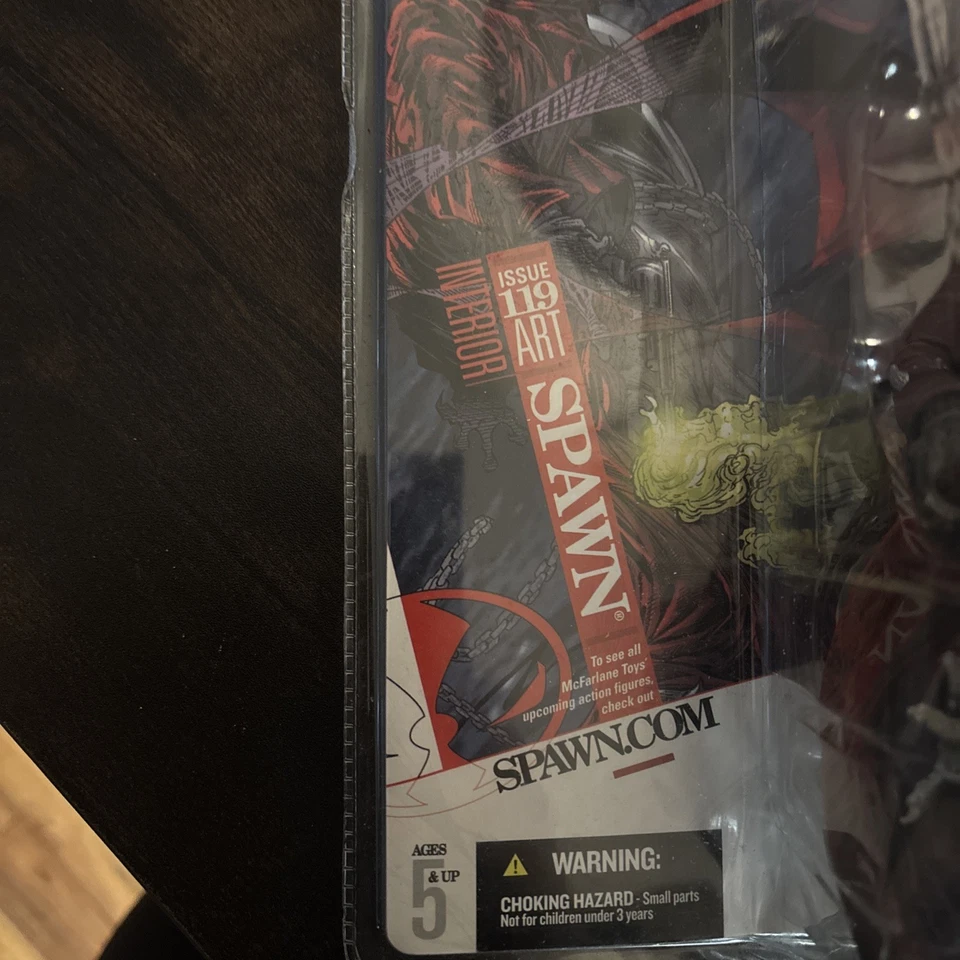 INTERIOR
ISSUE
119
ART
SPAWN®
To see all
McFarlane Toys'
upcoming action figures,
check out
SPAWN.COM
AGES
5
& UP
WARNING:
CHOKING HAZARD - Small parts
Not for children under 3 years